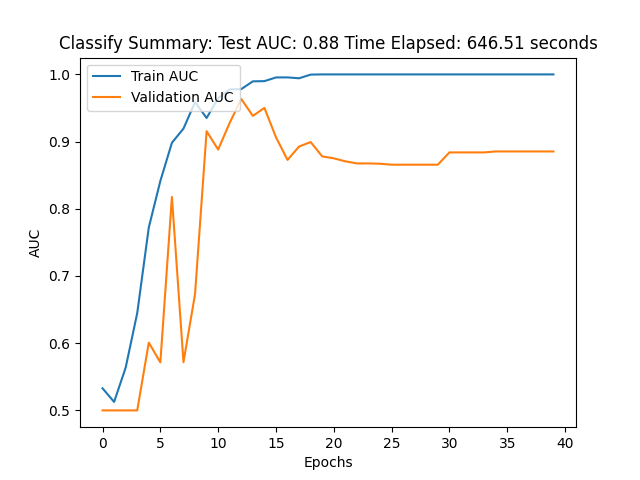 Classify Summary: Test AUC: 0.88 Time Elapsed: 646.51 seconds
Train AUC
Validation AUC
1.0
0.9
0.8
0.7
0.6
0.5
AUC
0 5 10 15 20 25 30 35 40
Epochs